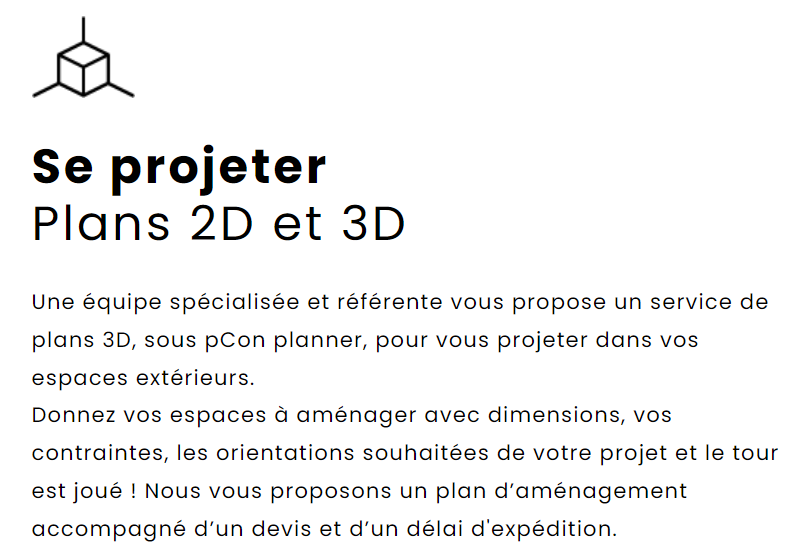 Se projeter
Plans 2D et 3D
Une équipe spécialisée et référente vous propose un service de
plans 3D, sous pCon planner, pour vous projeter dans vos
espaces extérieurs.
Donnez vos espaces à aménager avec dimensions, vos
contraintes, les orientations souhaitées de votre projet et le tour
est joué ! Nous vous proposons un plan d’aménagement
accompagné d’un devis et d’un délai d'expédition.